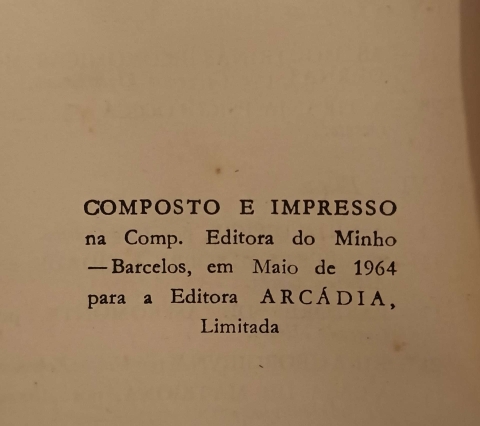 COMPOSTO E IMPRESSO
na Comp. Editora do Minho
—Barcelos, em Maio de 1964
para a Editora ARCÁDIA,
Limitada